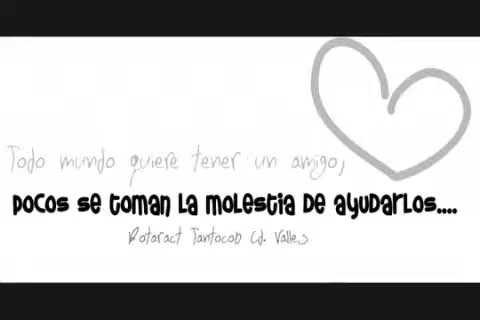 Todo mundo quiere tener un amigo,
pocos se toman la molestia de ayudarlos....
Rotaract Tantocob Cd. Valles